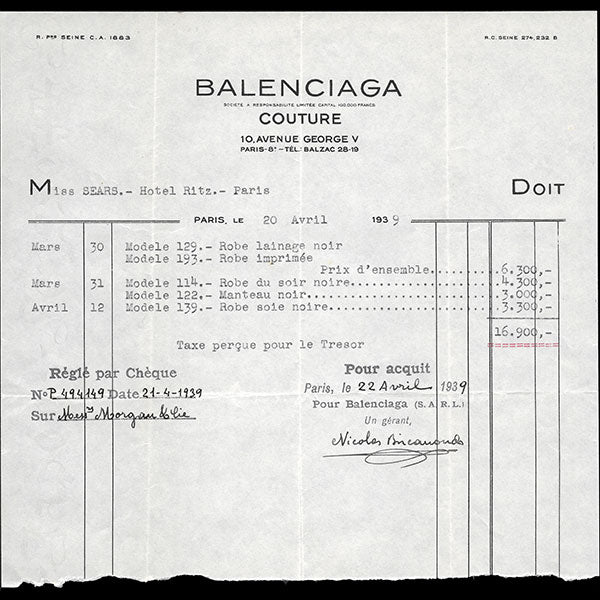 R. PTRS SEINE C.A. 1883
R.C. SEINE 274,232 B
BALENCIAGA
SOCIETE A RESPONSABILITE LIMITEE CAPITAL 100.000 FRANCS
COUTURE
10, AVENUE GEORGE V
PARIS-8E - TÉL: BALZAC 28-19
Miss SEARS.- Hotel Ritz.- Paris
DOIT
PARIS, LE 20 Avril 1939
Mars 30 Modele 129.- Robe lainage noir
Modele 193.- Robe imprimée
Prix d'ensemble..........6.300,-
Mars 31 Modele 114.- Robe du soir noire..................4.300,-
Modele 122.- Manteau noir........................3.000,-
Avril 12 Modele 139.- Robe soie noire.....................3.300,-
16.900,-
Taxe perçue pour le Tresor
Réglé par Chèque
No P 494149 Date 21-4-1939
Sur Mess Morgan & Cie
Pour acquit
Paris, le 22 Avril 1939
Pour Balenciaga (S.A.R.L.)
Un gérant,
Nicolas